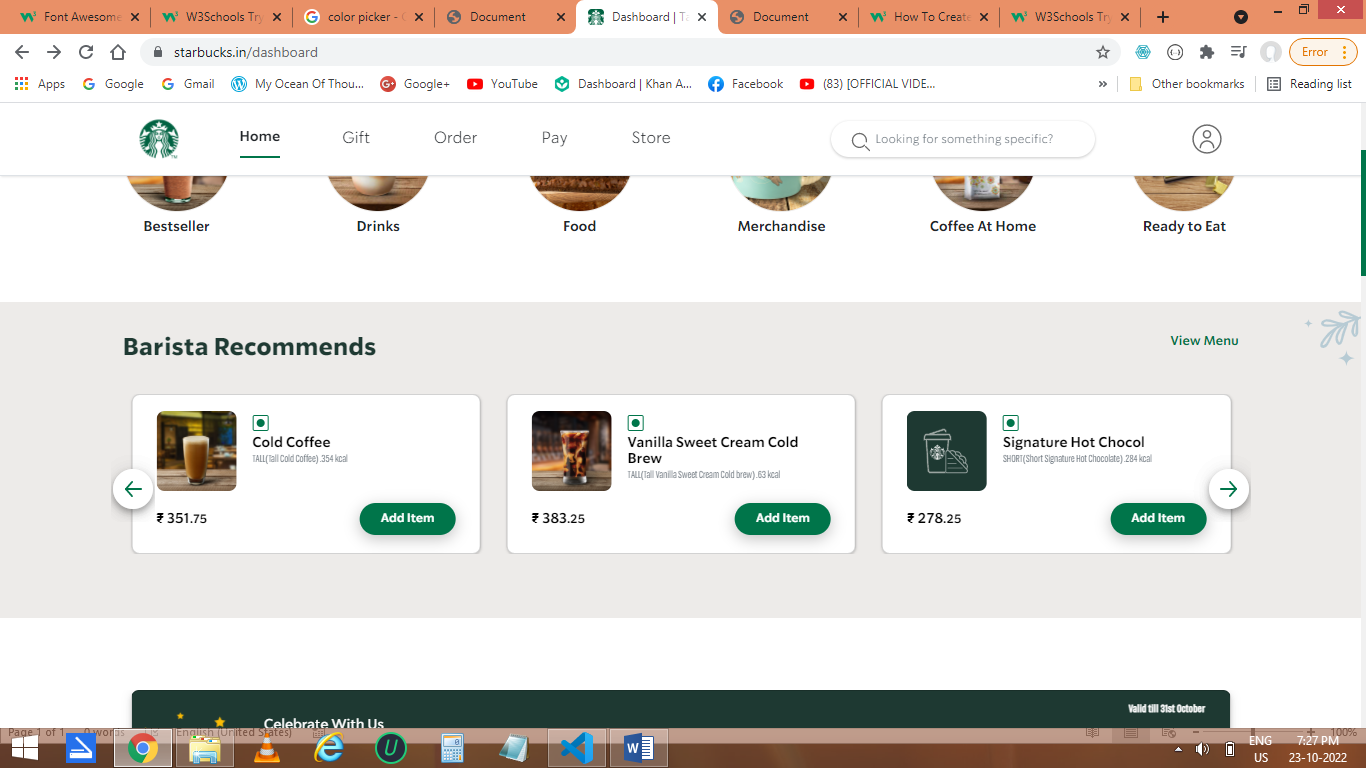 Font Awesome
W3Schools Try
color picker - G
Document
Dashboard | Ta
Document
How To Create
W3Schools Try
starbucks.in/dashboard
Error
Apps
Google
Gmail
My Ocean Of Thou...
Google+
YouTube
Dashboard | Khan A...
Facebook
(83) [OFFICIAL VIDE...
Other bookmarks
Reading list
Home
Gift
Order
Pay
Store
Looking for something specific?
Bestseller
Drinks
Food
Merchandise
Coffee At Home
Ready to Eat
Barista Recommends
View Menu
Cold Coffee
TALL(Tall Cold Coffee) .354 kcal
₹ 351.75
Add Item
Vanilla Sweet Cream Cold
Brew
TALL(Tall Vanilla Sweet Cream Cold brew) .63 kcal
₹ 383.25
Add Item
Signature Hot Chocol
SHORT(Short Signature Hot Chocolate) .284 kcal
₹ 278.25
Add Item
Valid till 31st October
Celebrate With Us
Page 1 of 1
0 words
English (United States)
100%
ENG
US
7:27 PM
23-10-2022